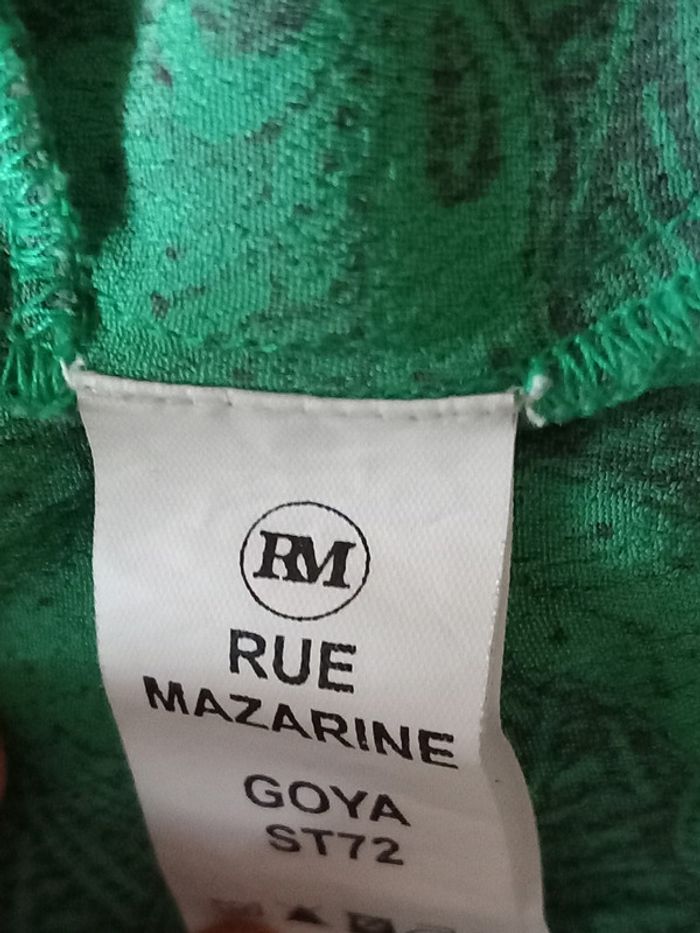 RM
RUE
MAZARINE
GOYA
ST72